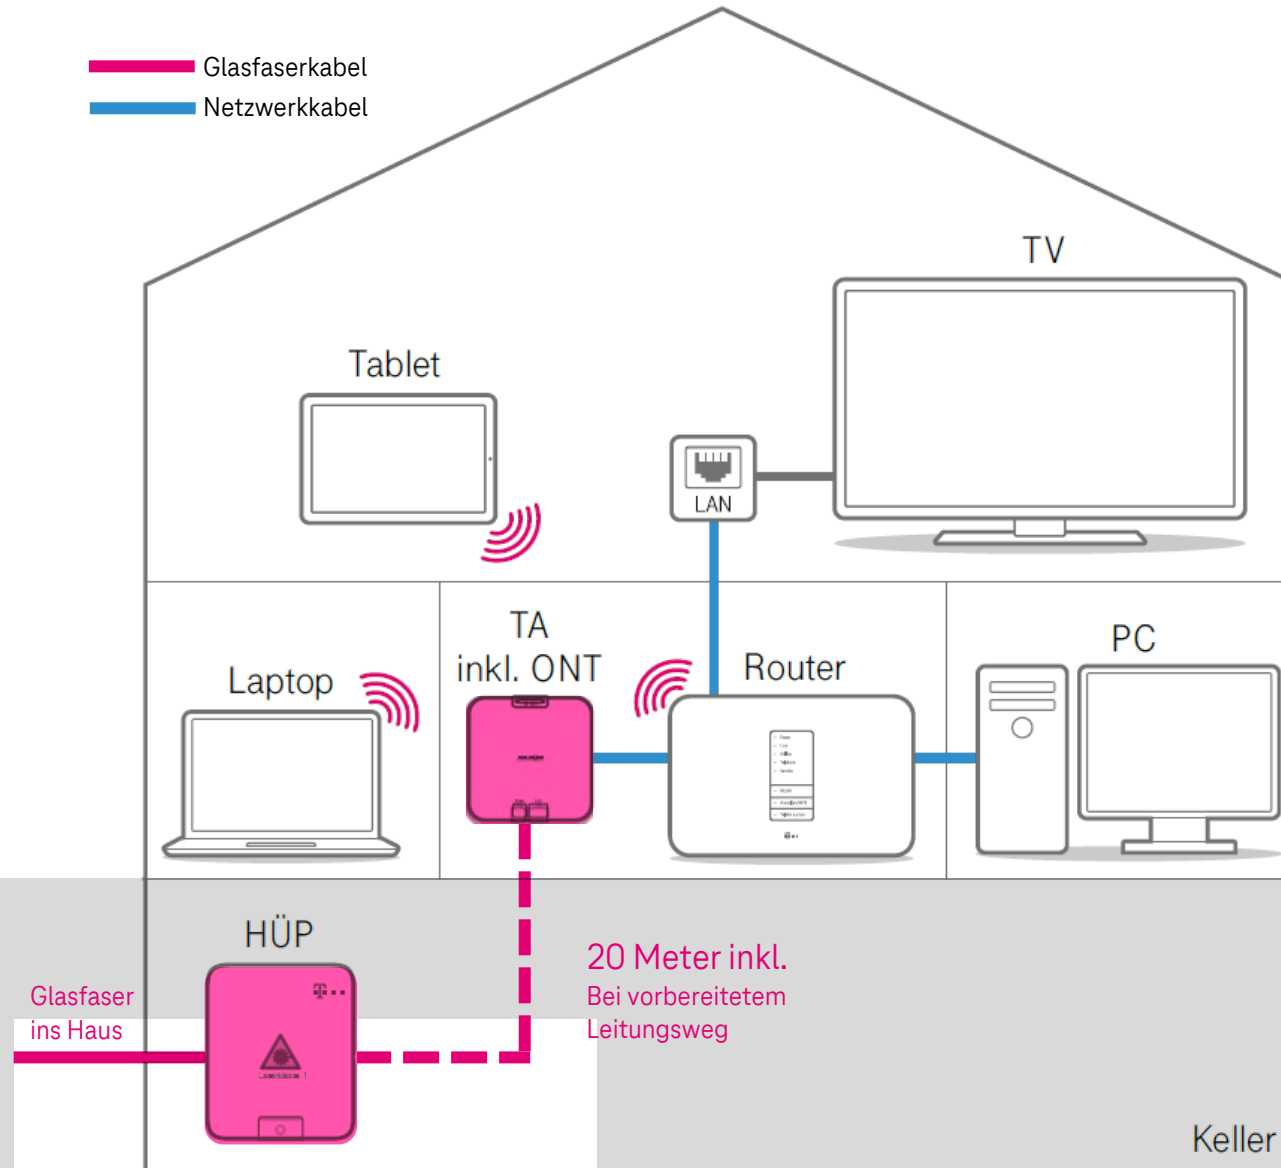 Glasfaserkabel
Netzwerkkabel
TV
Tablet
LAN
TA
inkl. ONT
Router
PC
Laptop
HÜP
20 Meter inkl.
Bei vorbereitetem
Leitungsweg
Glasfaser
ins Haus
Keller